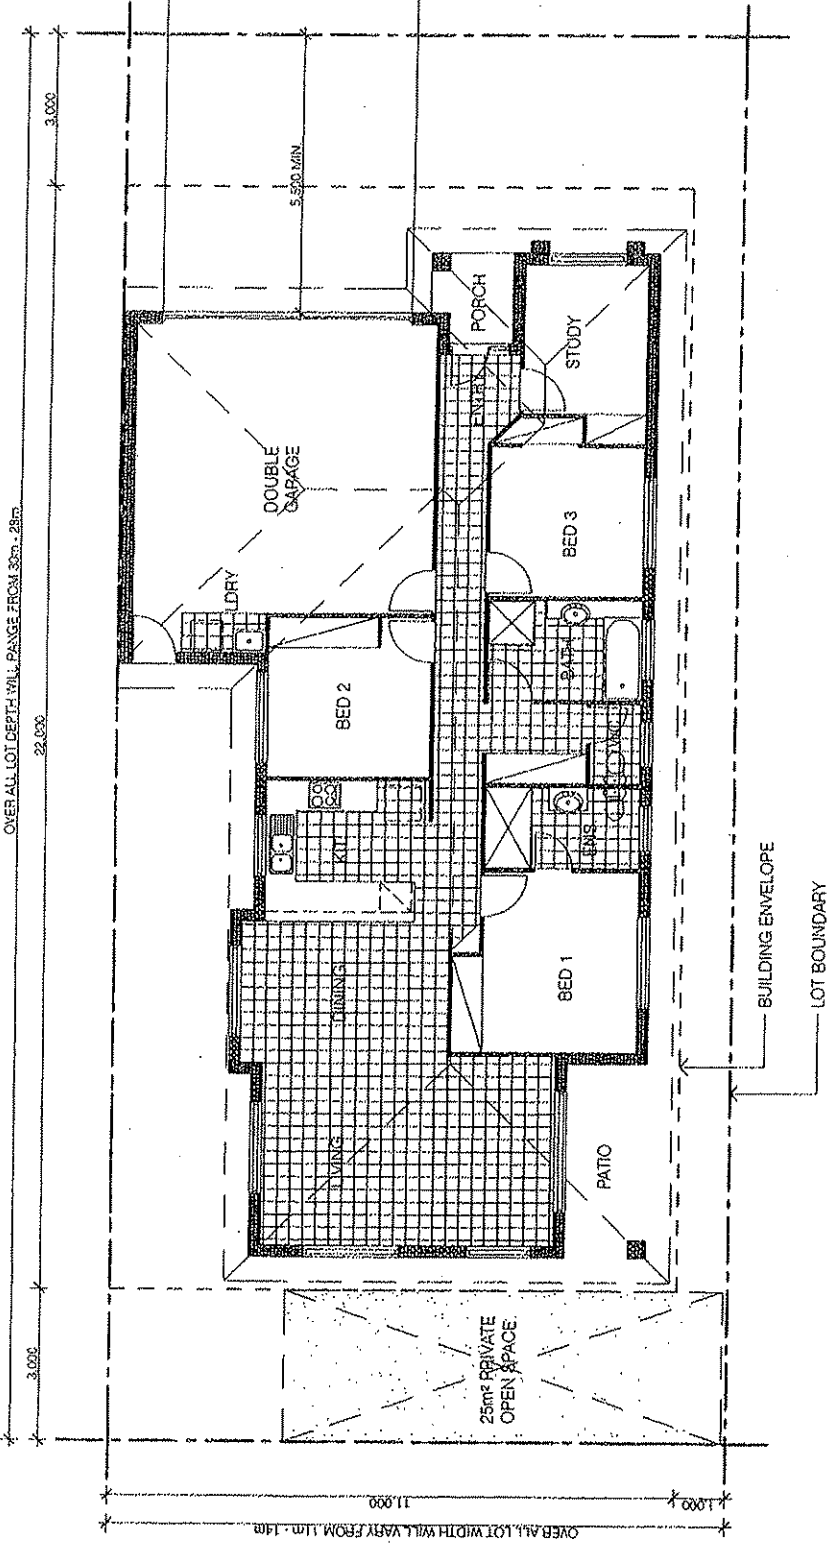 OVER ALL LOT DEPTH WILL RANGE FROM 30m - 28m
3,000
22,000
3,000
5,500 MIN
PORCH
STUDY
ENTRY
DOUBLE
GARAGE
LDRY
BED 3
BATH
BED 2
WC
ENS
KIT
DINING
BED 1
LIVING
PATIO
25m² PRIVATE
OPEN SPACE
BUILDING ENVELOPE
LOT BOUNDARY
11,000
1,000
OVER ALL LOT WIDTH WILL VARY FROM 11m - 14m